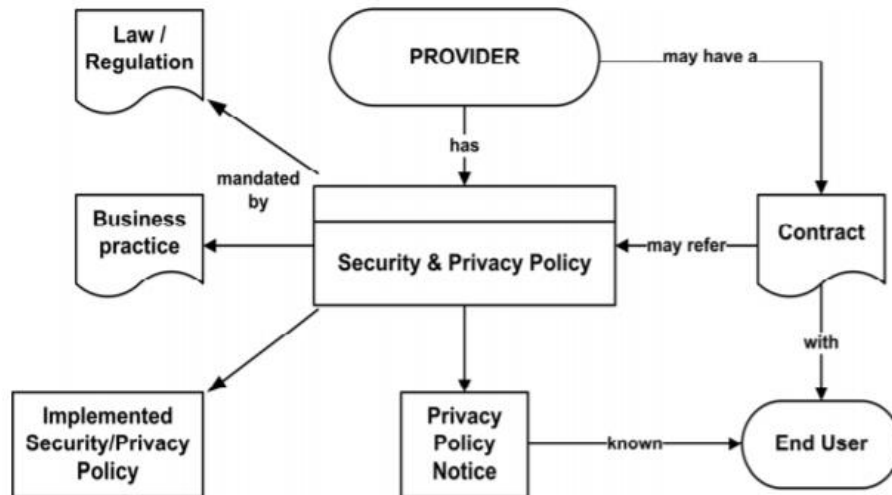 Law /
Regulation
PROVIDER
may have a
has
mandated
by
Business
practice
Security & Privacy Policy
may refer
Contract
with
Implemented
Security/Privacy
Policy
Privacy
Policy
Notice
known
End User